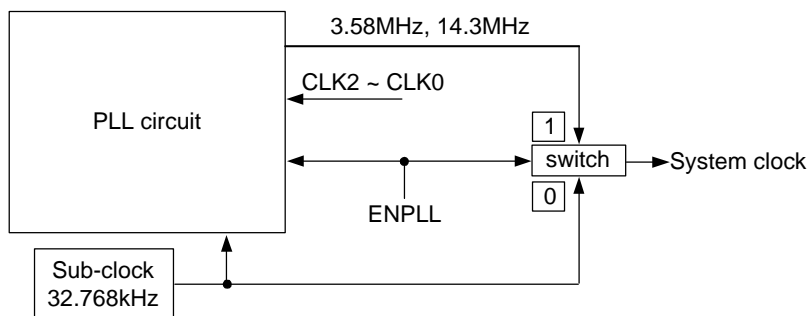 3.58MHz, 14.3MHz
CLK2 ~ CLK0
PLL circuit
1
switch
System clock
0
ENPLL
Sub-clock
32.768kHz